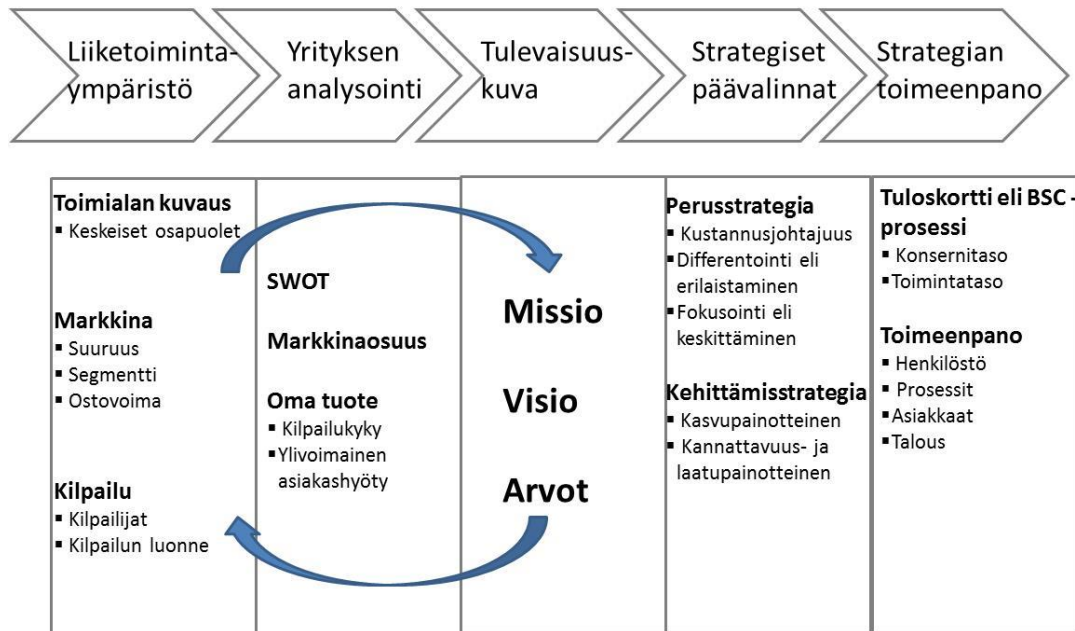 Liiketoiminta-
ympäristö
Yrityksen
analysointi
Tulevaisuus-
kuva
Strategiset
päävalinnat
Strategian
toimeenpano
Toimialan kuvaus
▪ Keskeiset osapuolet
Markkina
▪ Suuruus
▪ Segmentti
▪ Ostovoima
Kilpailu
▪ Kilpailijat
▪ Kilpailun luonne
SWOT
Markkinaosuus
Oma tuote
▪ Kilpailukyky
▪ Ylivoimainen
asiakashyöty
Missio
Visio
Arvot
Perusstrategia
▪ Kustannusjohtajuus
▪ Differentointi eli
erilaistaminen
▪ Fokusointi eli
keskittäminen
Kehittämisstrategia
▪ Kasvupainotteinen
▪ Kannattavuus- ja
laatupainotteinen
Tuloskortti eli BSC -
prosessi
▪ Konsernitaso
▪ Toimintataso
Toimeenpano
▪ Henkilöstö
▪ Prosessit
▪ Asiakkaat
▪ Talous